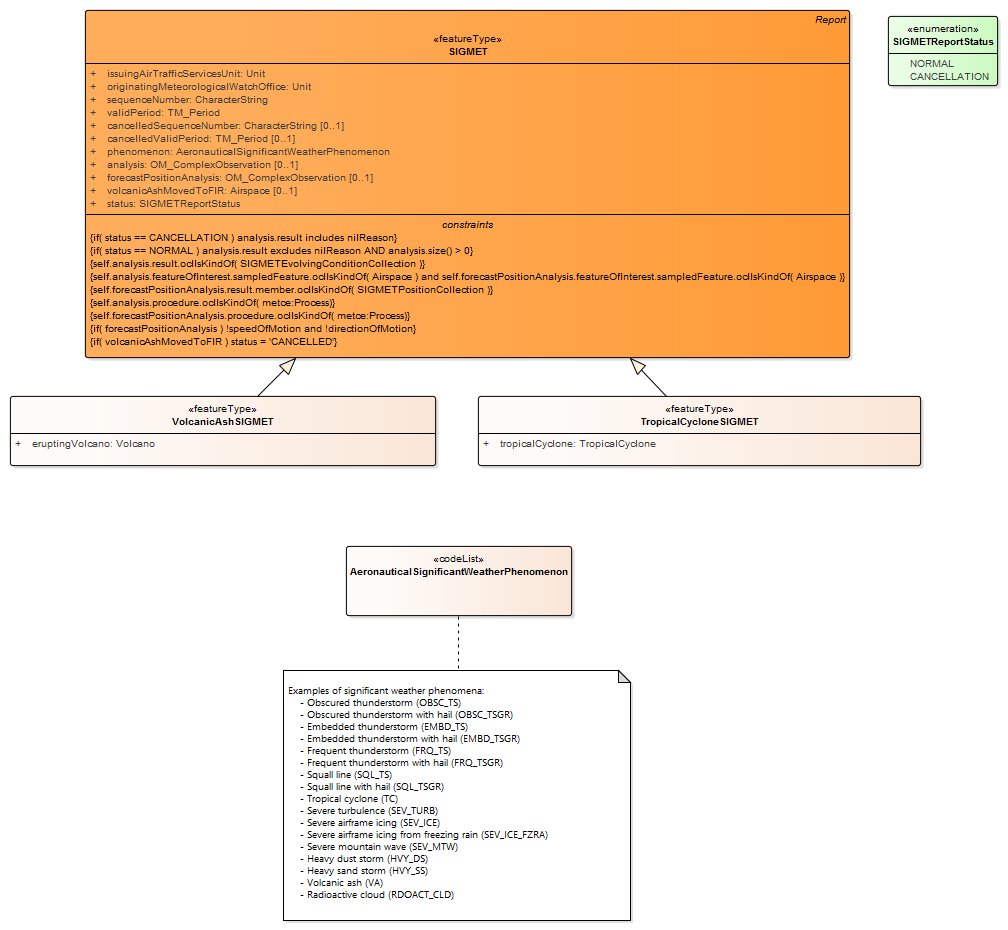 Report
«featureType»
SIGMET
+ issuingAirTrafficServicesUnit: Unit
+ originatingMeteorologicalWatchOffice: Unit
+ sequenceNumber: CharacterString
+ validPeriod: TM_Period
+ cancelledSequenceNumber: CharacterString [0..1]
+ cancelledValidPeriod: TM_Period [0..1]
+ phenomenon: AeronauticalSignificantWeatherPhenomenon
+ analysis: OM_ComplexObservation [0..1]
+ forecastPositionAnalysis: OM_ComplexObservation [0..1]
+ volcanicAshMovedToFIR: Airspace [0..1]
+ status: SIGMETReportStatus
constraints
{if( status == CANCELLATION ) analysis.result includes nilReason}
{if( status == NORMAL ) analysis.result excludes nilReason AND analysis.size() > 0}
{self.analysis.result.oclIsKindOf( SIGMETEvolvingConditionCollection )}
{self.analysis.featureOfInterest.sampledFeature.oclIsKindOf( Airspace ) and self.forecastPositionAnalysis.featureOfInterest.sampledFeature.oclIsKindOf( Airspace )}
{self.forecastPositionAnalysis.result.member.oclIsKindOf( SIGMETPositionCollection )}
{self.analysis.procedure.oclIsKindOf( metce:Process)}
{self.forecastPositionAnalysis.procedure.oclIsKindOf( metce:Process)}
{if( forecastPositionAnalysis ) !speedOfMotion and !directionOfMotion}
{if( volcanicAshMovedToFIR ) status = 'CANCELLED'}
«enumeration»
SIGMETReportStatus
NORMAL
CANCELLATION
«featureType»
VolcanicAshSIGMET
+ eruptingVolcano: Volcano
«featureType»
TropicalCycloneSIGMET
+ tropicalCyclone: TropicalCyclone
«codeList»
AeronauticalSignificantWeatherPhenomenon
Examples of significant weather phenomena:
- Obscured thunderstorm (OBSC_TS)
- Obscured thunderstorm with hail (OBSC_TSGR)
- Embedded thunderstorm (EMBD_TS)
- Embedded thunderstorm with hail (EMBD_TSGR)
- Frequent thunderstorm (FRQ_TS)
- Frequent thunderstorm with hail (FRQ_TSGR)
- Squall line (SQL_TS)
- Squall line with hail (SQL_TSGR)
- Tropical cyclone (TC)
- Severe turbulence (SEV_TURB)
- Severe airframe icing (SEV_ICE)
- Severe airframe icing from freezing rain (SEV_ICE_FZRA)
- Severe mountain wave (SEV_MTW)
- Heavy dust storm (HVY_DS)
- Heavy sand storm (HVY_SS)
- Volcanic ash (VA)
- Radioactive cloud (RDOACT_CLD)